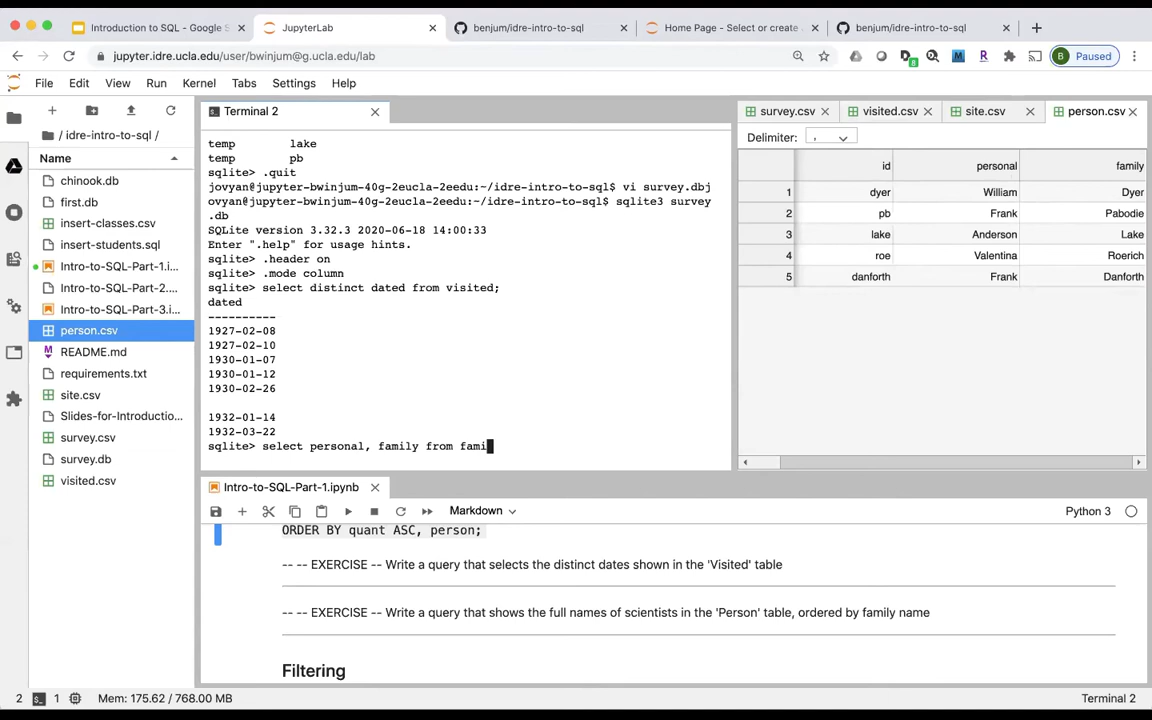 Introduction to SQL - Google S
JupyterLab
benjum/idre-intro-to-sql
Home Page - Select or create
benjum/idre-intro-to-sql
jupyter.idre.ucla.edu/user/bwinjum@g.ucla.edu/lab
8
M
R
B
Paused
File Edit View Run Kernel Tabs Settings Help
/ idre-intro-to-sql /
Name
chinook.db
first.db
insert-classes.csv
insert-students.sql
Intro-to-SQL-Part-1.i...
Intro-to-SQL-Part-2....
Intro-to-SQL-Part-3.i...
person.csv
README.md
requirements.txt
site.csv
Slides-for-Introductio...
survey.csv
survey.db
visited.csv
Terminal 2
temp lake
temp pb
sqlite> .quit
jovyan@jupyter-bwinjum-40g-2eucla-2eedu:~/idre-intro-to-sql$ vi survey.dbj
ovyan@jupyter-bwinjum-40g-2eucla-2eedu:~/idre-intro-to-sql$ sqlite3 survey
.db
SQLite version 3.32.3 2020-06-18 14:00:33
Enter ".help" for usage hints.
sqlite> .header on
sqlite> .mode column
sqlite> select distinct dated from visited;
dated
----------
1927-02-08
1927-02-10
1930-01-07
1930-01-12
1930-02-26
1932-01-14
1932-03-22
sqlite> select personal, family from fami
survey.csv visited.csv site.csv person.csv
Delimiter: ,
id personal family
1 dyer William Dyer
2 pb Frank Pabodie
3 lake Anderson Lake
4 roe Valentina Roerich
5 danforth Frank Danforth
Intro-to-SQL-Part-1.ipynb
Markdown
Python 3
ORDER BY quant ASC, person;
-- -- EXERCISE -- Write a query that selects the distinct dates shown in the 'Visited' table
-- -- EXERCISE -- Write a query that shows the full names of scientists in the 'Person' table, ordered by family name
Filtering
2 1 Mem: 175.62 / 768.00 MB
Terminal 2